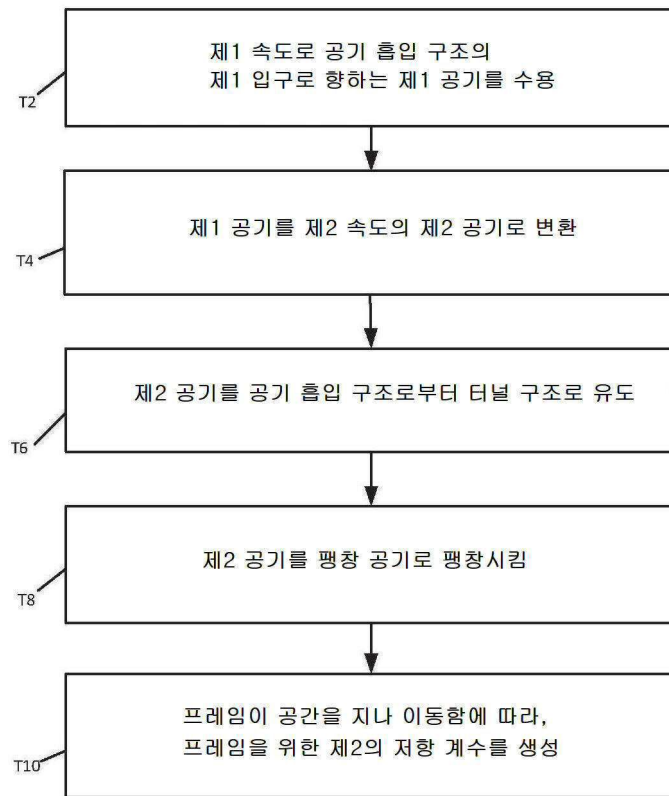 제1 속도로 공기 흡입 구조의
제1 입구로 향하는 제1 공기를 수용
T2
제1 공기를 제2 속도의 제2 공기로 변환
T4
제2 공기를 공기 흡입 구조로부터 터널 구조로 유도
T6
제2 공기를 팽창 공기로 팽창시킴
T8
프레임이 공간을 지나 이동함에 따라,
프레임을 위한 제2의 저항 계수를 생성
T10